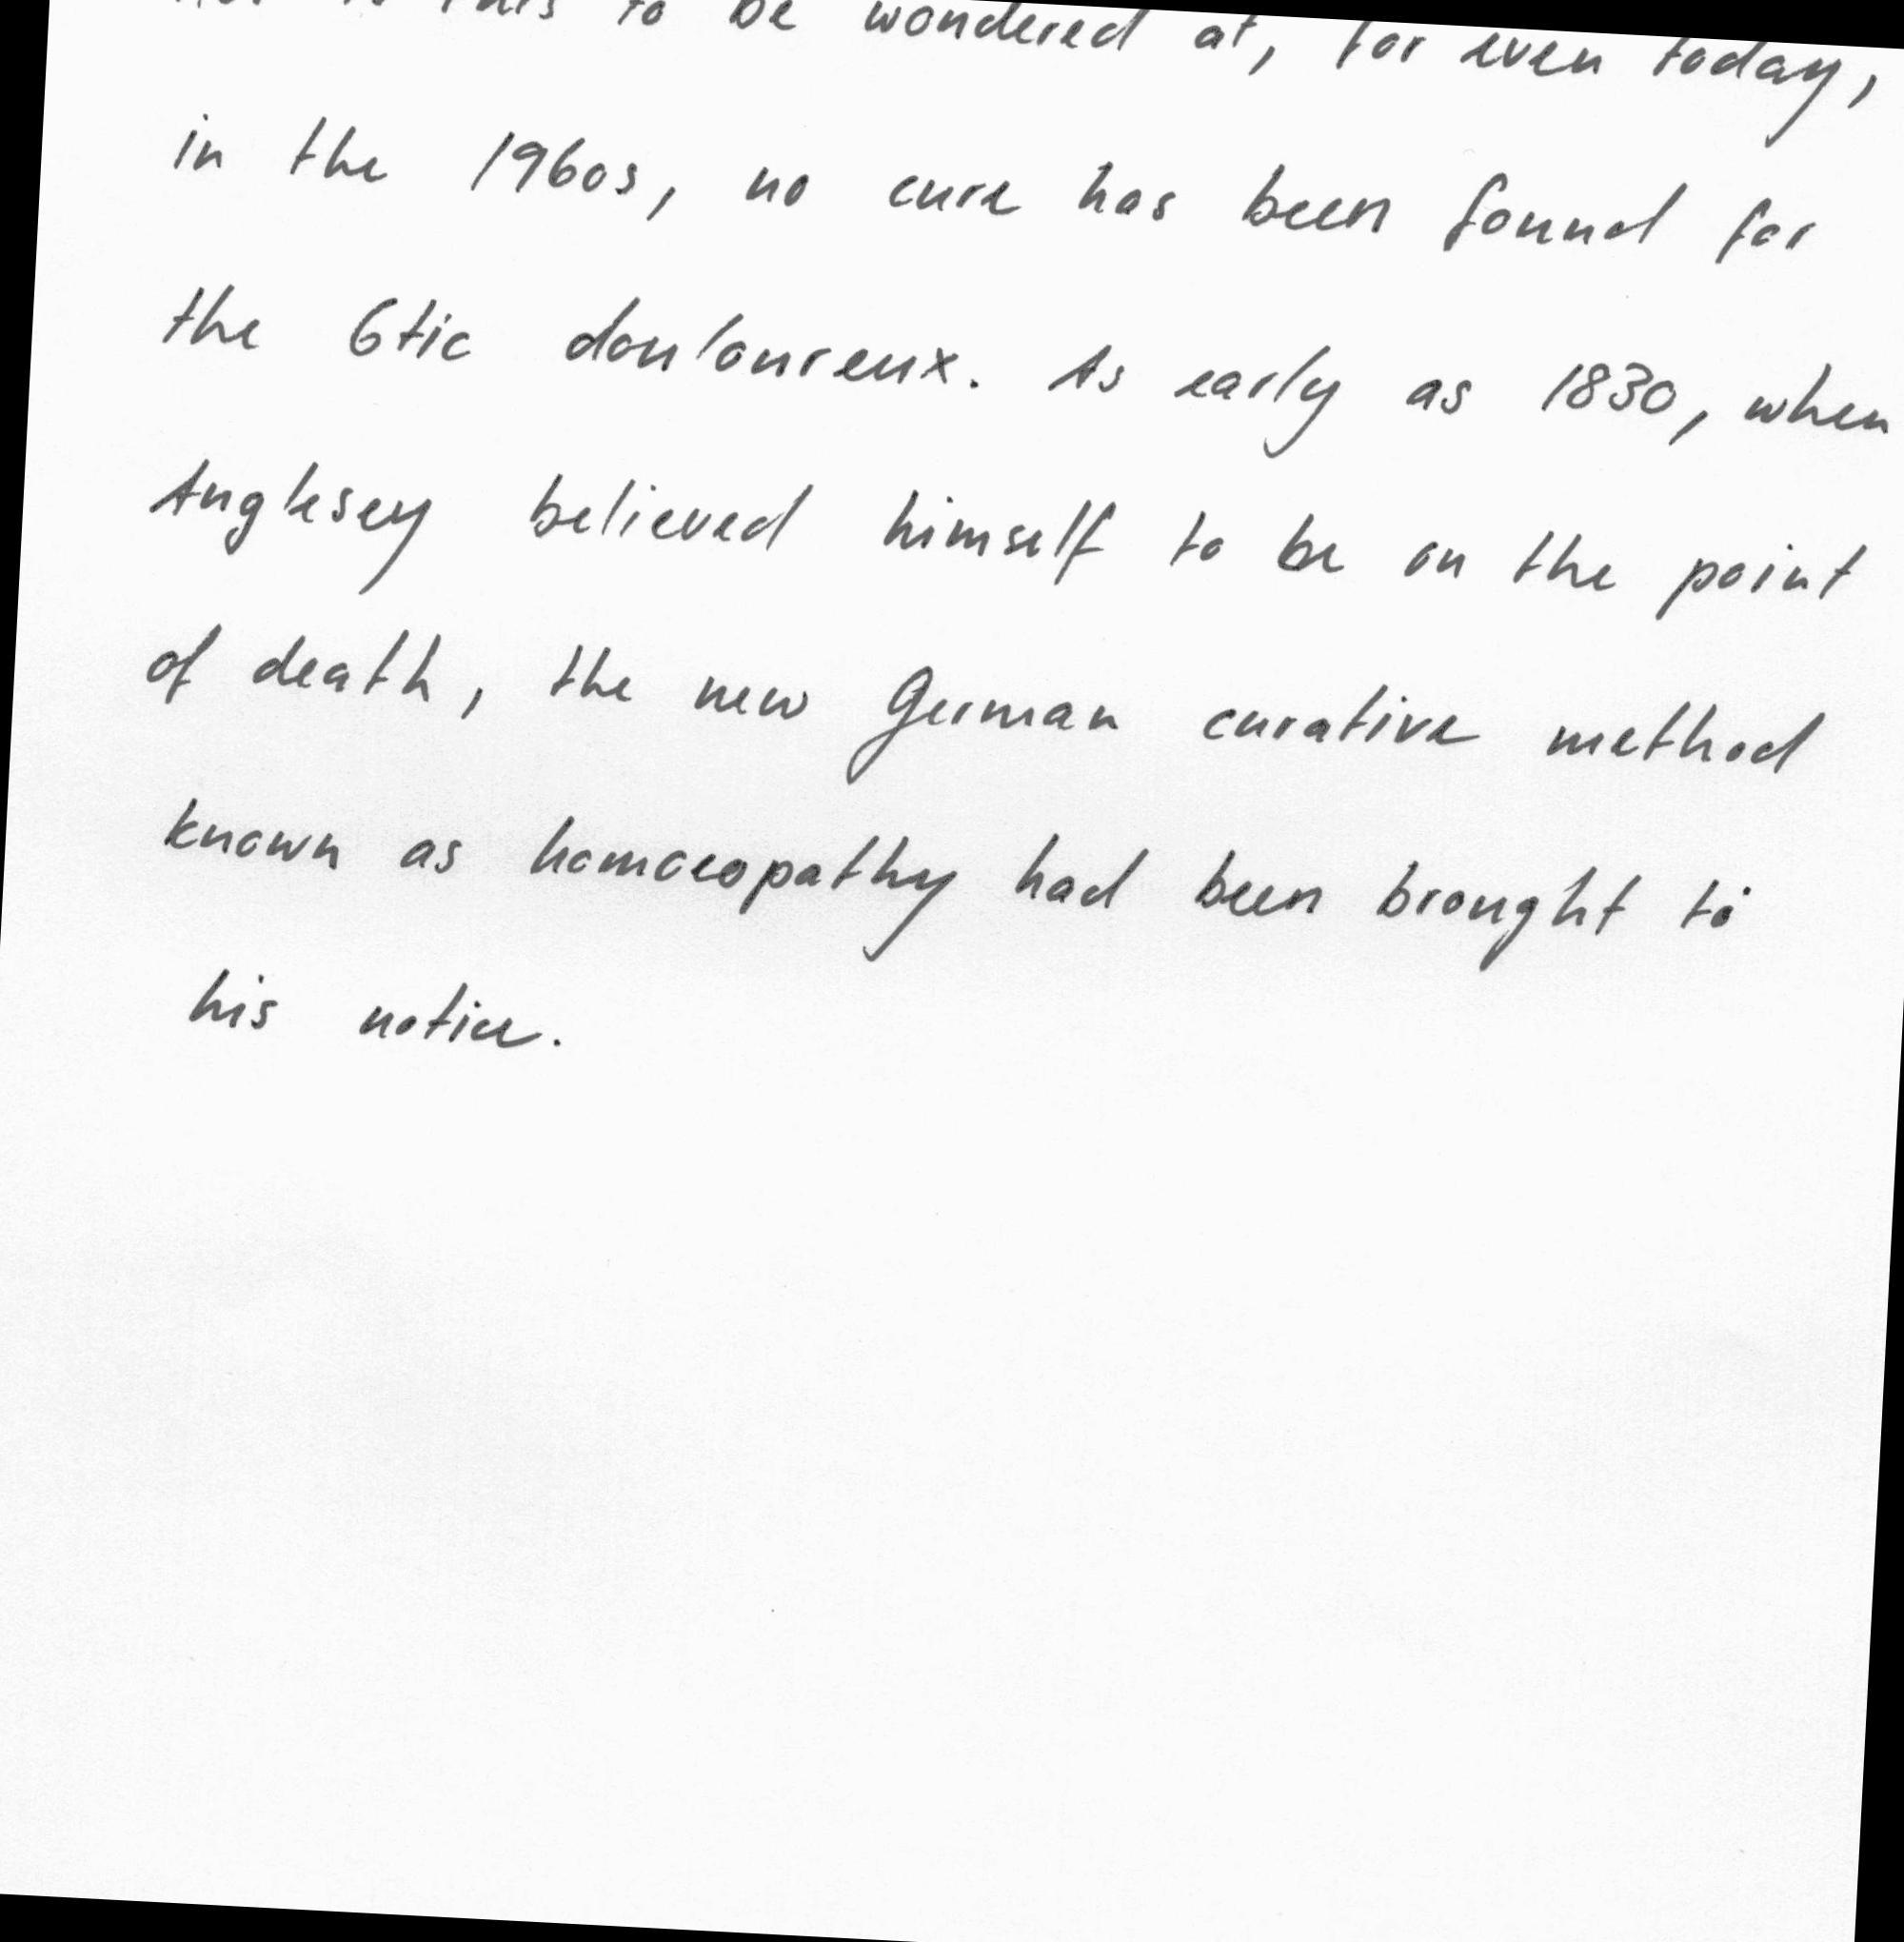 Nor is this to be wondered at, for even today,
in the 1960s, no cure has been found for
the 6tic douloureux. As early as 1830, when
Anglesey believed himself to be on the point
of death, the new German curative method
known as homoeopathy had been brought to
his notice.